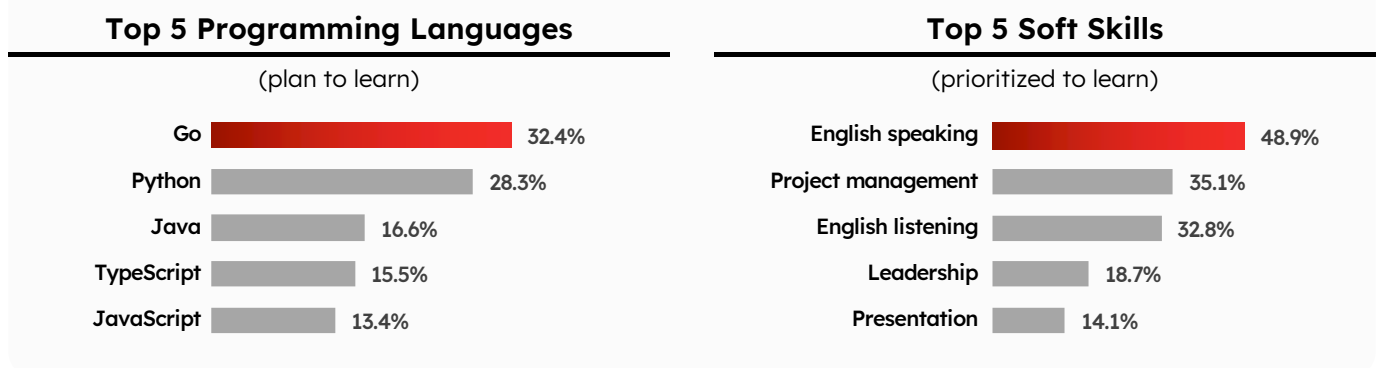 Top 5 Programming Languages
(plan to learn)
Go 32.4%
Python 28.3%
Java 16.6%
TypeScript 15.5%
JavaScript 13.4%
Top 5 Soft Skills
(prioritized to learn)
English speaking 48.9%
Project management 35.1%
English listening 32.8%
Leadership 18.7%
Presentation 14.1%